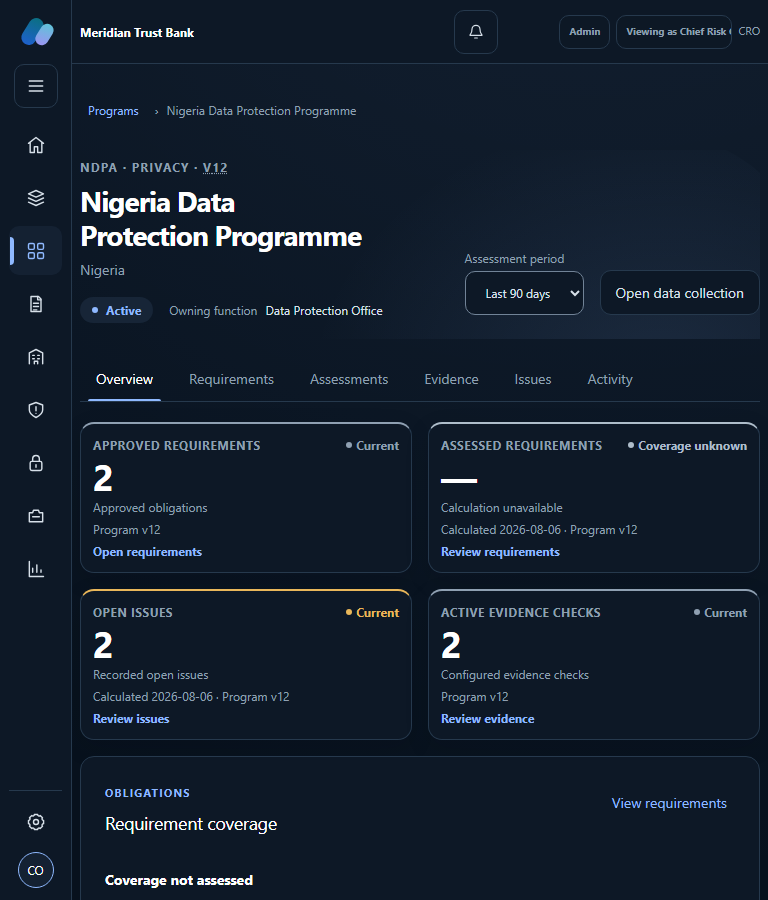 Meridian Trust Bank
Admin
Viewing as Chief Risk
CRO
Programs › Nigeria Data Protection Programme
NDPA · PRIVACY · V12
Nigeria Data
Protection Programme
Nigeria
Active
Owning function Data Protection Office
Assessment period
Last 90 days
Open data collection
Overview
Requirements
Assessments
Evidence
Issues
Activity
APPROVED REQUIREMENTS
Current
2
Approved obligations
Program v12
Open requirements
ASSESSED REQUIREMENTS
Coverage unknown
—
Calculation unavailable
Calculated 2026-08-06 · Program v12
Review requirements
OPEN ISSUES
Current
2
Recorded open issues
Calculated 2026-08-06 · Program v12
Review issues
ACTIVE EVIDENCE CHECKS
Current
2
Configured evidence checks
Program v12
Review evidence
OBLIGATIONS
Requirement coverage
View requirements
Coverage not assessed
CO